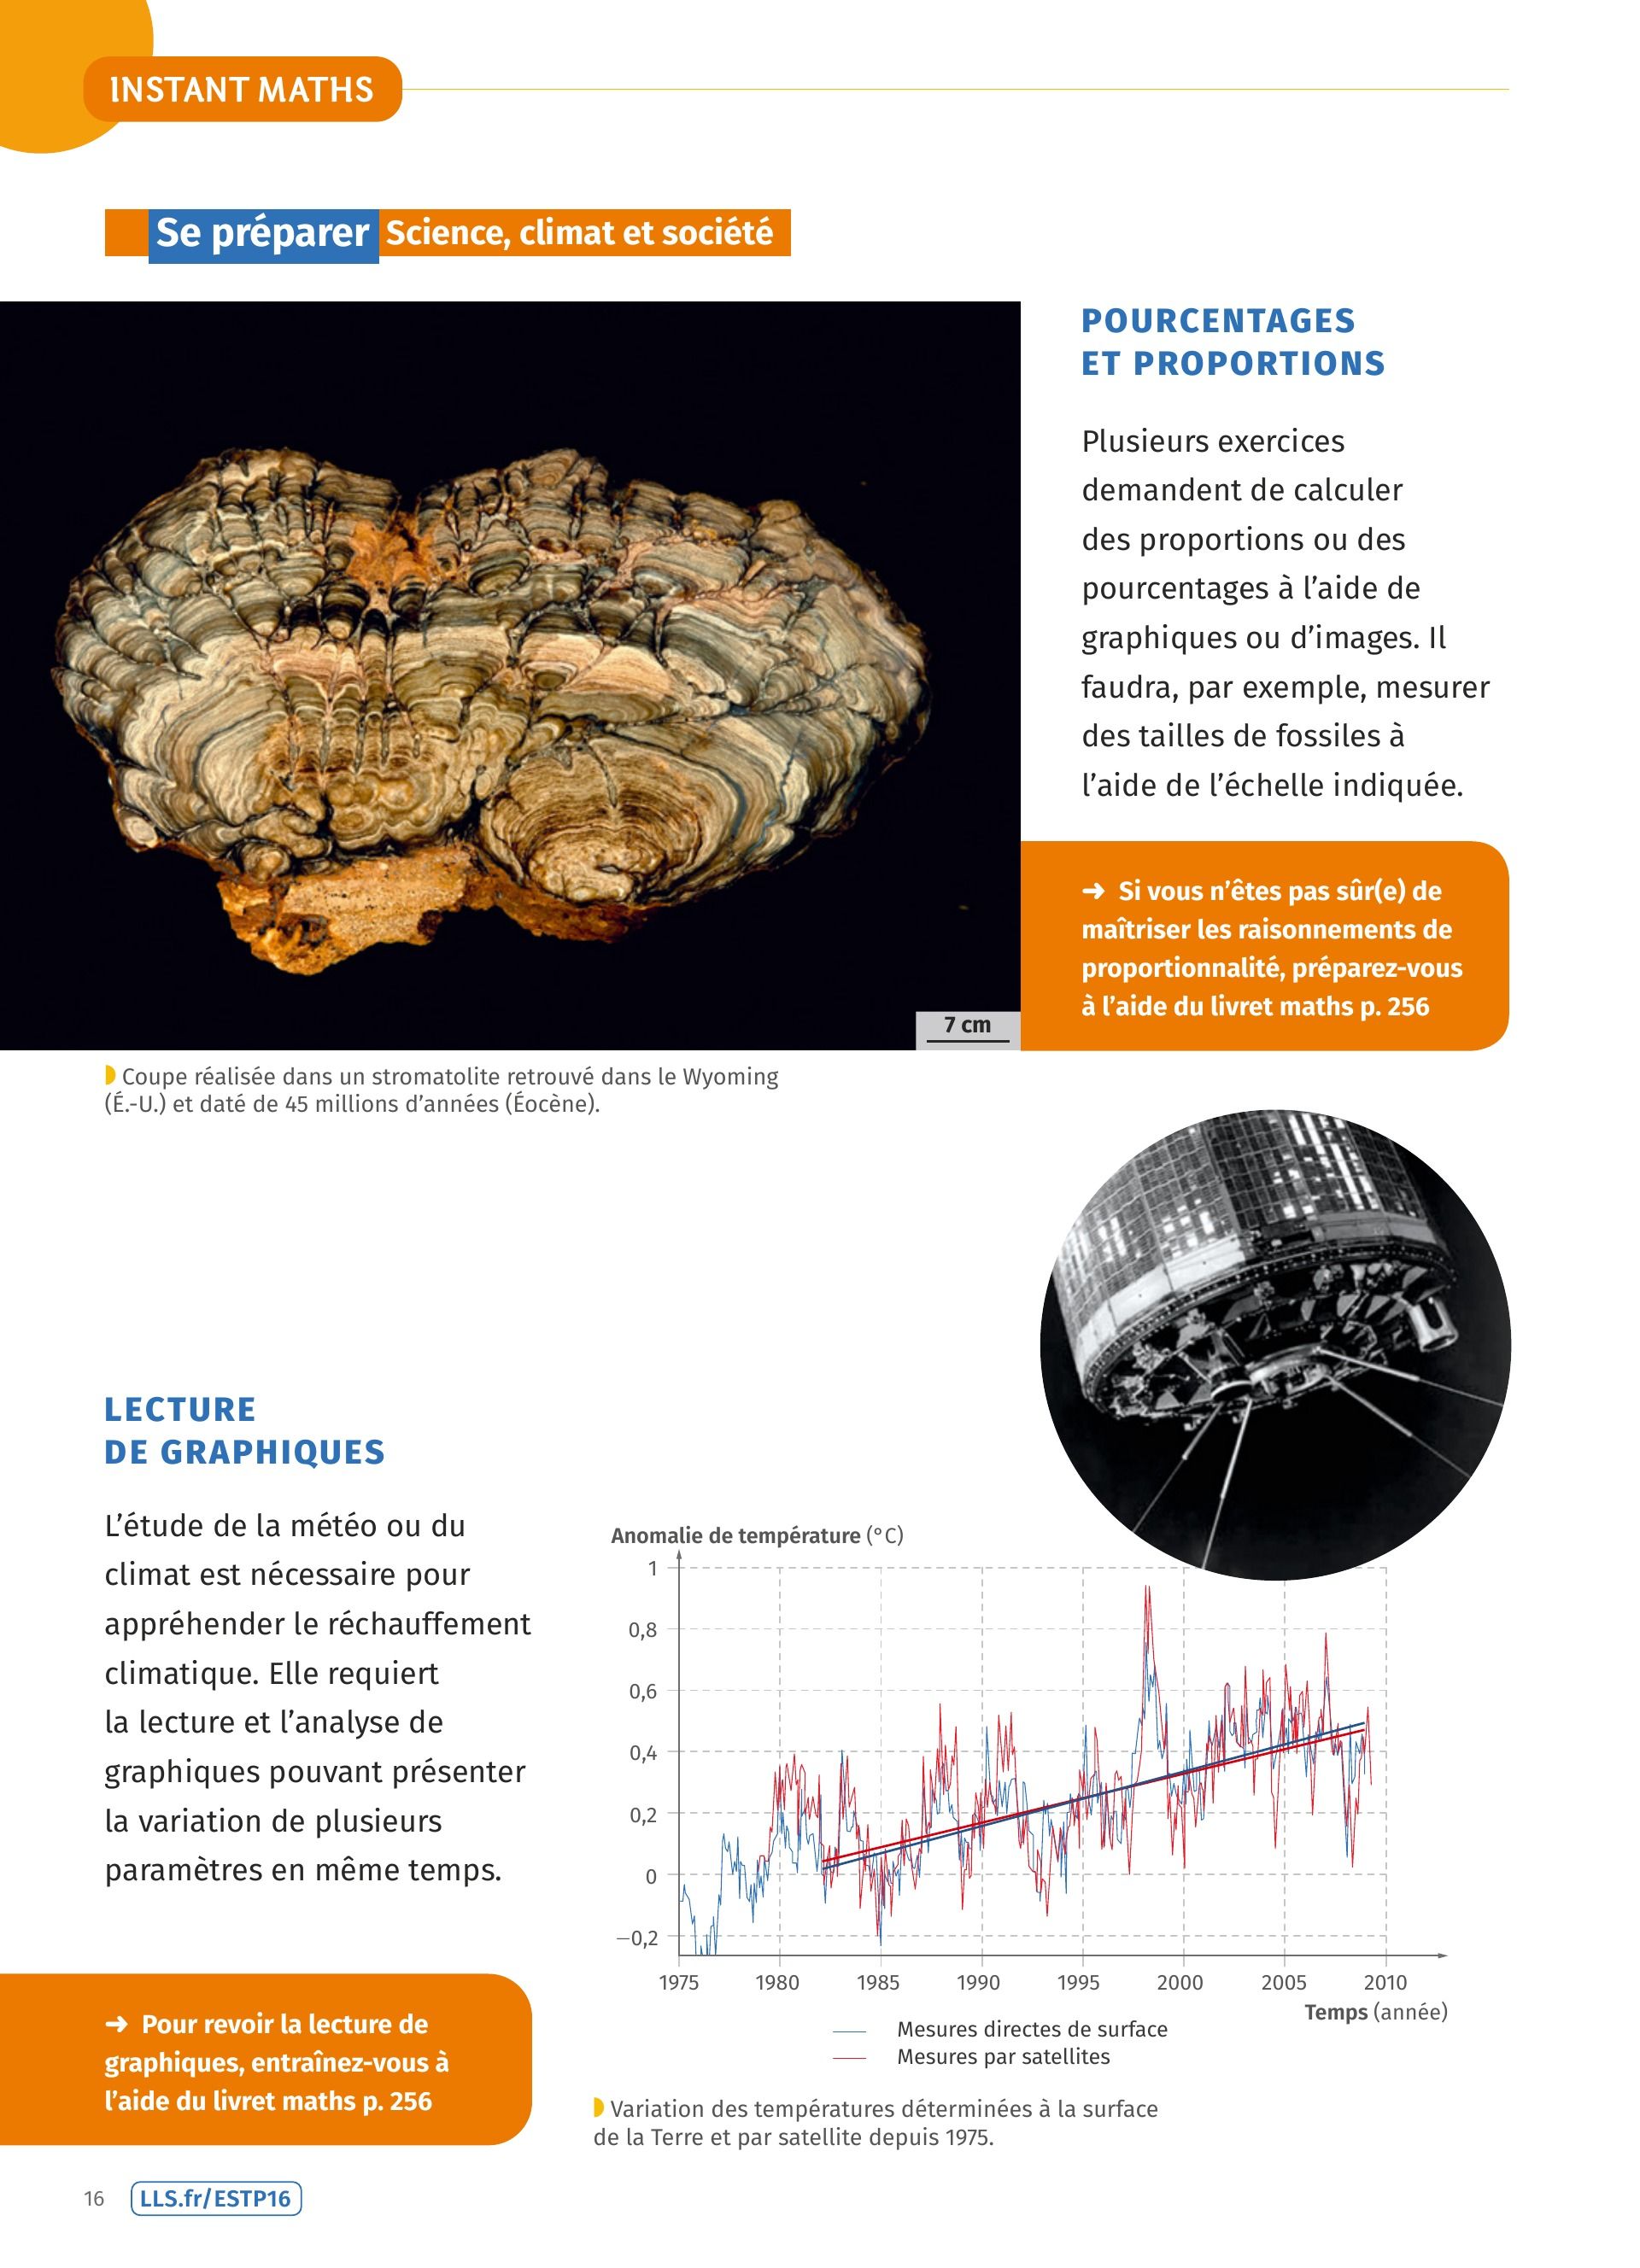 INSTANT MATHS
Se préparer Science, climat et société
POURCENTAGES
ET PROPORTIONS
Plusieurs exercices
demandent de calculer
des proportions ou des
pourcentages à l’aide de
graphiques ou d’images. Il
faudra, par exemple, mesurer
des tailles de fossiles à
l’aide de l’échelle indiquée.
➜ Si vous n’êtes pas sûr(e) de
maîtriser les raisonnements de
proportionnalité, préparez-vous
à l’aide du livret maths p. 256
7 cm
Coupe réalisée dans un stromatolite retrouvé dans le Wyoming
(É.-U.) et daté de 45 millions d’années (Éocène).
LECTURE
DE GRAPHIQUES
L’étude de la météo ou du
climat est nécessaire pour
appréhender le réchauffement
climatique. Elle requiert
la lecture et l’analyse de
graphiques pouvant présenter
la variation de plusieurs
paramètres en même temps.
➜ Pour revoir la lecture de
graphiques, entraînez-vous à
l’aide du livret maths p. 256
Anomalie de température (°C)
1
0,8
0,6
0,4
0,2
0
−0,2
1975 1980 1985 1990 1995 2000 2005 2010
Temps (année)
Mesures directes de surface
Mesures par satellites
Variation des températures déterminées à la surface
de la Terre et par satellite depuis 1975.
16 LLS.fr/ESTP16